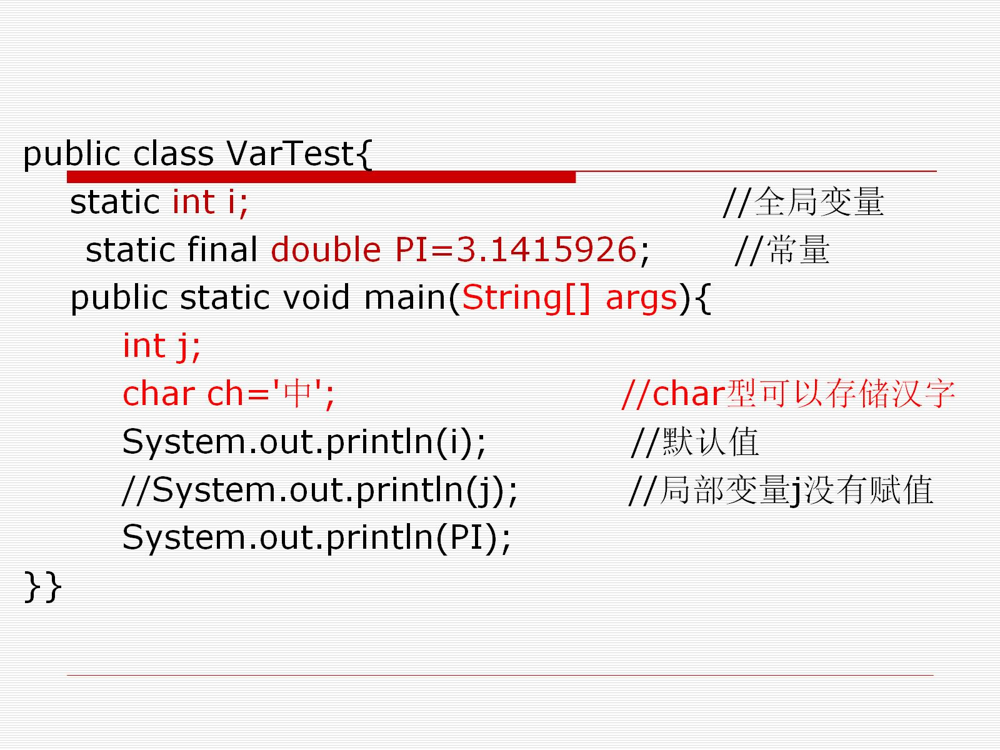 public class VarTest{
static int i; //全局变量
static final double PI=3.1415926; //常量
public static void main(String[] args){
int j;
char ch='中'; //char型可以存储汉字
System.out.println(i); //默认值
//System.out.println(j); //局部变量j没有赋值
System.out.println(PI);
}}